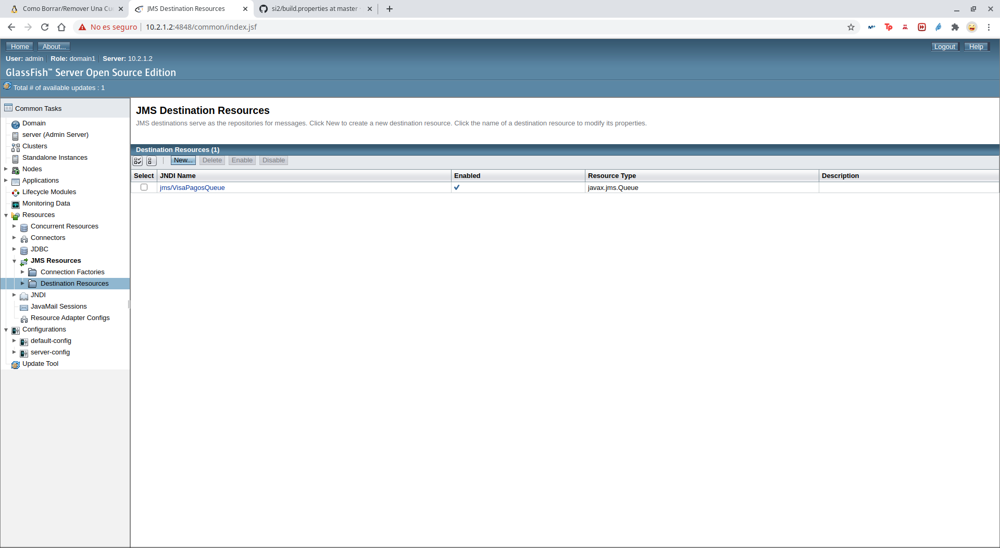 Como Borrar/Remover Una Cu
JMS Destination Resources
si2/build.properties at master
No es seguro
10.2.1.2:4848/common/index.jsf
Home
About...
Logout
Help
User: admin
Role: domain1
Server: 10.2.1.2
GlassFish™ Server Open Source Edition
Total # of available updates : 1
Common Tasks
Domain
server (Admin Server)
Clusters
Standalone Instances
Nodes
Applications
Lifecycle Modules
Monitoring Data
Resources
Concurrent Resources
Connectors
JDBC
JMS Resources
Connection Factories
Destination Resources
JNDI
JavaMail Sessions
Resource Adapter Configs
Configurations
default-config
server-config
Update Tool
JMS Destination Resources
JMS destinations serve as the repositories for messages. Click New to create a new destination resource. Click the name of a destination resource to modify its properties.
Destination Resources (1)
New...
Delete
Enable
Disable
Select
JNDI Name
Enabled
Resource Type
Description
jms/VisaPagosQueue
javax.jms.Queue